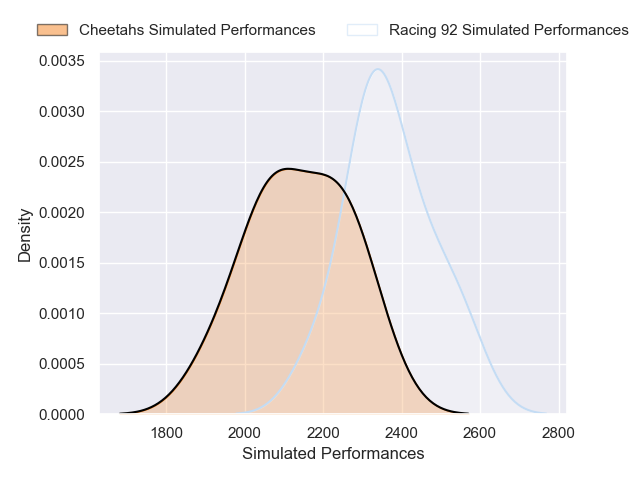 Cheetahs Simulated Performances
Racing 92 Simulated Performances
0.0035
0.0030
0.0025
0.0020
0.0015
0.0010
0.0005
0.0000
Density
1800 2000 2200 2400 2600 2800
Simulated Performances